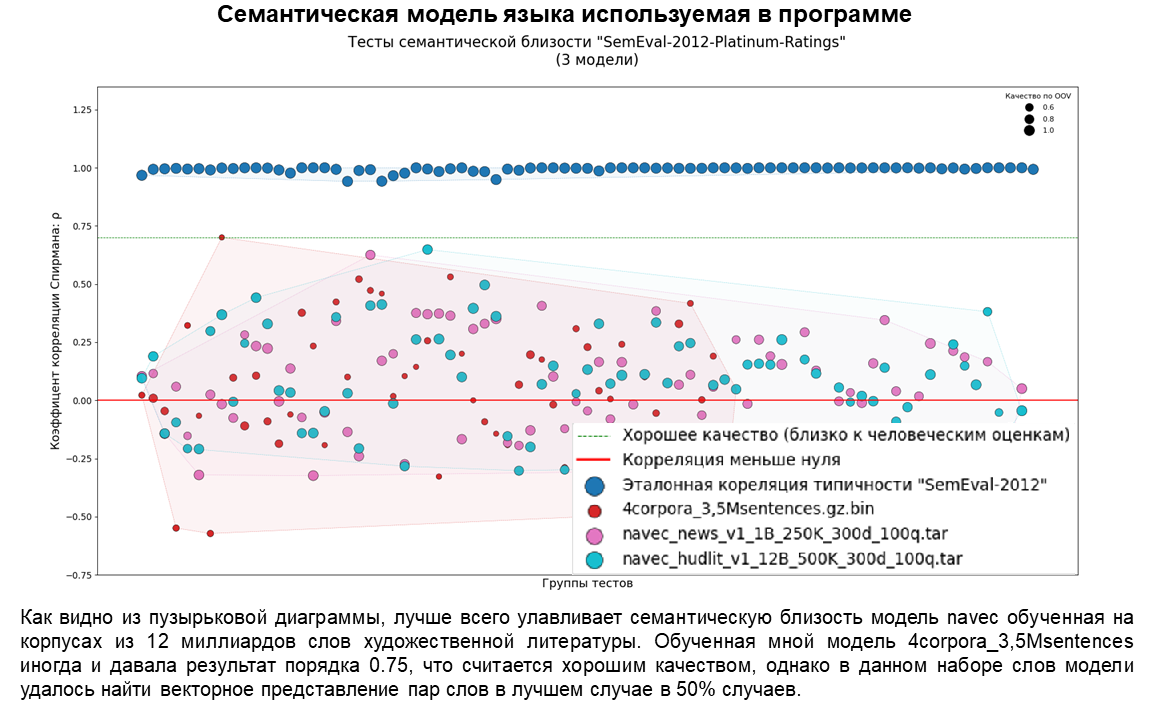 Семантическая модель языка используемая в программе
Тесты семантической близости "SemEval-2012-Platinum-Ratings"
(3 модели)
Качество по OOV
0.6
0.8
1.0
1.25
1.00
0.75
0.50
0.25
0.00
−0.25
−0.50
−0.75
Коэффицент корреляции Спирмана: ρ
Хорошее качество (близко к человеческим оценкам)
Корреляция меньше нуля
Эталонная кореляция типичности "SemEval-2012"
4corpora_3,5Msentences.gz.bin
navec_news_v1_1B_250K_300d_100q.tar
navec_hudlit_v1_12B_500K_300d_100q.tar
Группы тестов
Как видно из пузырьковой диаграммы, лучше всего улавливает семантическую близость модель navec обученная на
корпусах из 12 миллиардов слов художественной литературы. Обученная мной модель 4corpora_3,5Msentences
иногда и давала результат порядка 0.75, что считается хорошим качеством, однако в данном наборе слов модели
удалось найти векторное представление пар слов в лучшем случае в 50% случаев.